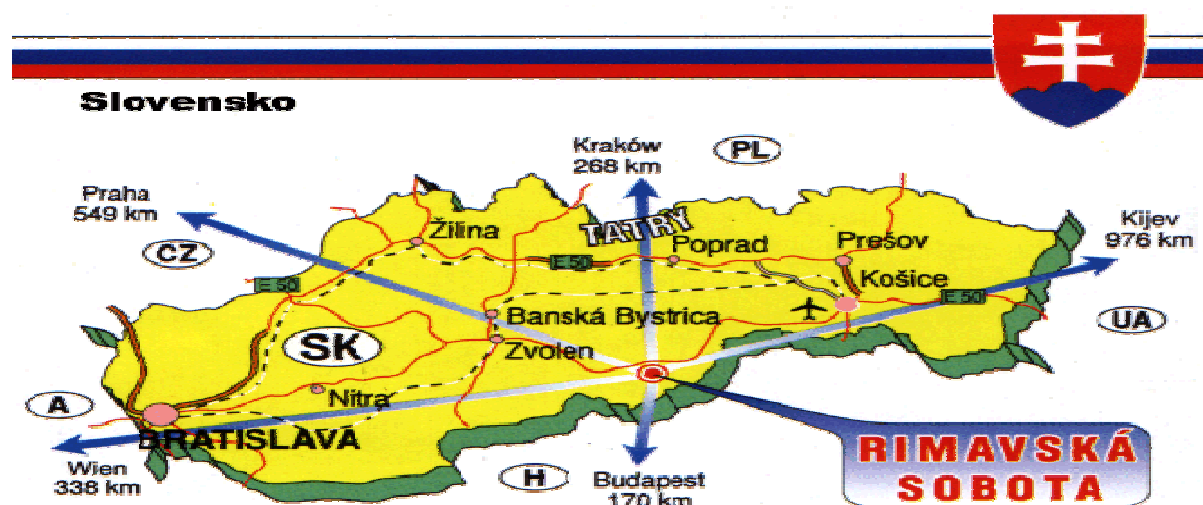 Slovensko
Kraków
268 km
PL
Praha
549 km
TATRY
Kijev
976 km
Žilina
Poprad
Prešov
CZ
E 50
Košice
E 50
E 50
Banská Bystrica
UA
SK
Zvolen
Nitra
A
BRATISLAVA
RIMAVSKÁ
SOBOTA
Wien
338 km
H
Budapest
170 km